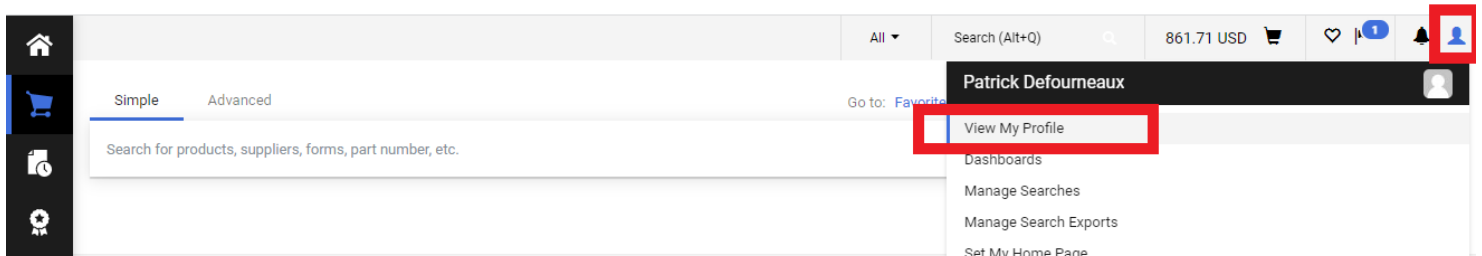 All
Search (Alt+Q)
861.71 USD
1
Patrick Defourneaux
Simple
Advanced
Go to: Favorite
View My Profile
Search for products, suppliers, forms, part number, etc.
Dashboards
Manage Searches
Manage Search Exports
Set My Home Page